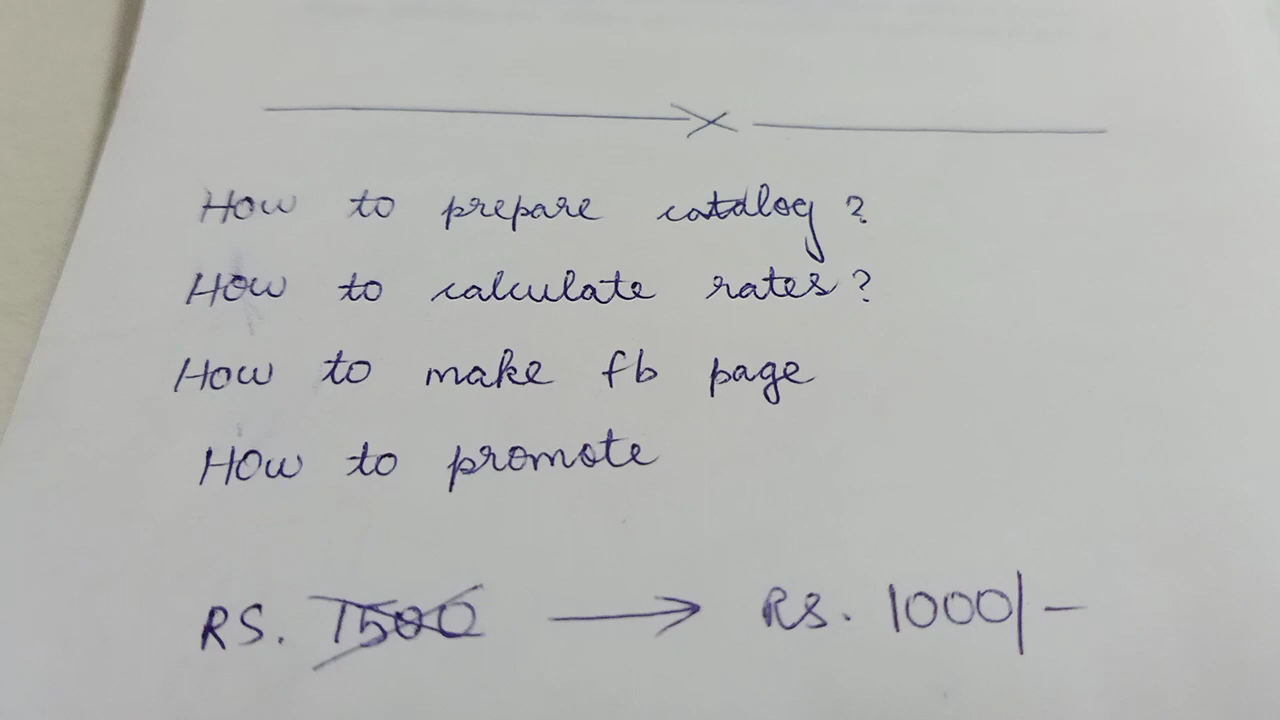 How to prepare catalog ?
How to calculate rates ?
How to make fb page
How to promote
RS. 1500 → RS. 1000/-